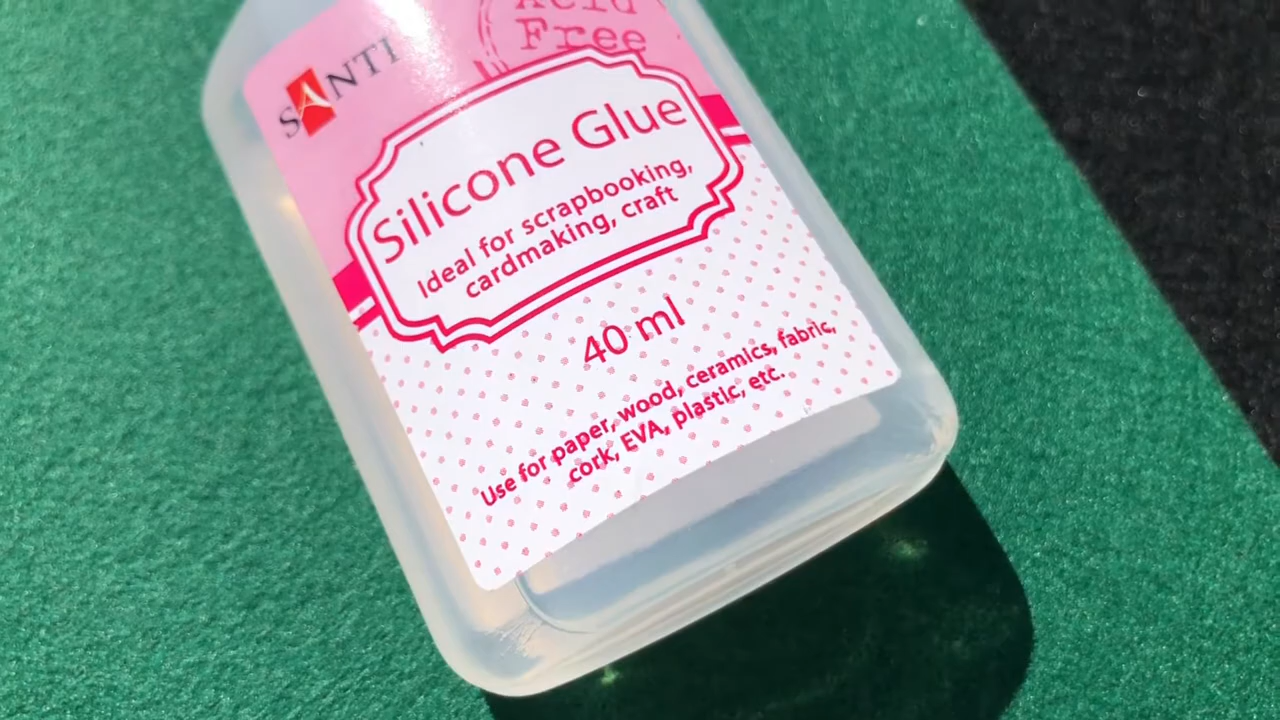 Acid
Free
SANTI
Silicone Glue
Ideal for scrapbooking,
cardmaking, craft
40 ml
Use for paper, wood, ceramics, fabric,
cork, EVA, plastic, etc.